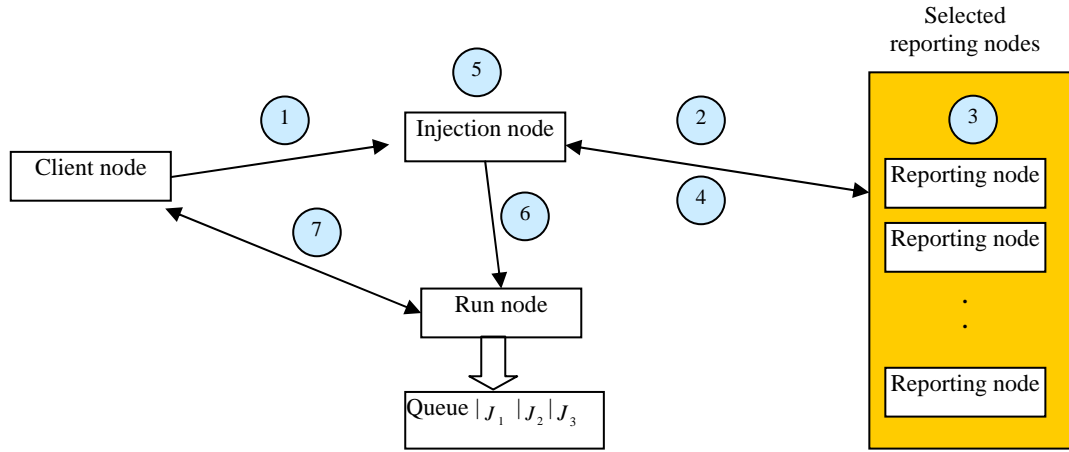 Selected
reporting nodes
5
1
2
3
Injection node
Client node
Reporting node
4
6
7
Reporting node
.
.
Run node
Reporting node
Queue | J₁ | J₂ | J₃